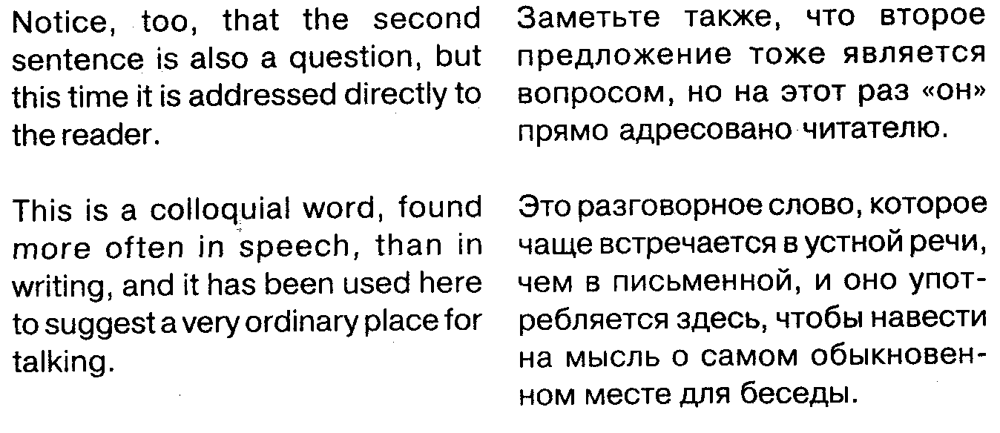 Notice, too, that the second
sentence is also a question, but
this time it is addressed directly to
the reader.
This is a colloquial word, found
more often in speech, than in
writing, and it has been used here
to suggest a very ordinary place for
talking.
Заметьте также, что второе
предложение тоже является
вопросом, но на этот раз «он»
прямо адресовано читателю.
Это разговорное слово, которое
чаще встречается в устной речи,
чем в письменной, и оно упот-
ребляется здесь, чтобы навести
на мысль о самом обыкновен-
ном месте для беседы.